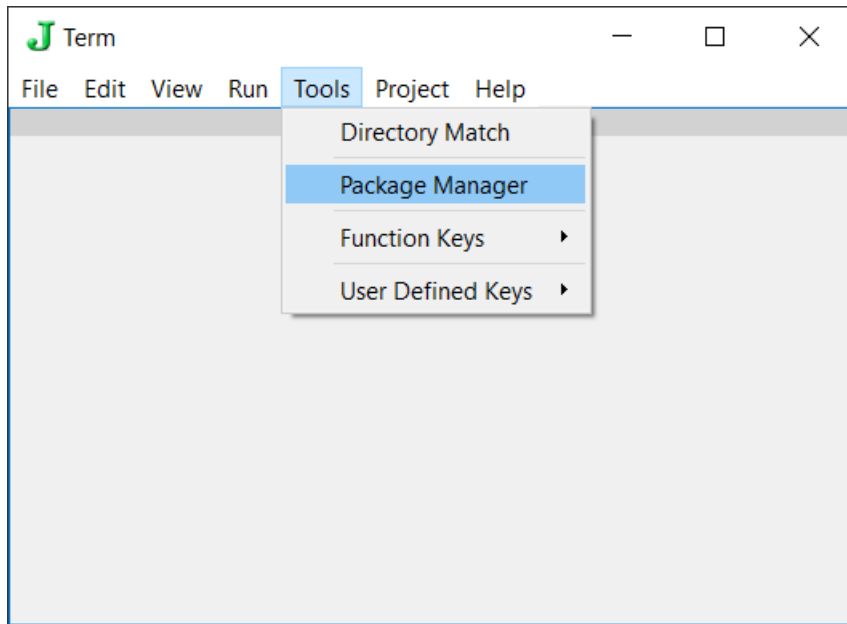 J Term
File Edit View Run Tools Project Help
Directory Match
Package Manager
Function Keys
User Defined Keys